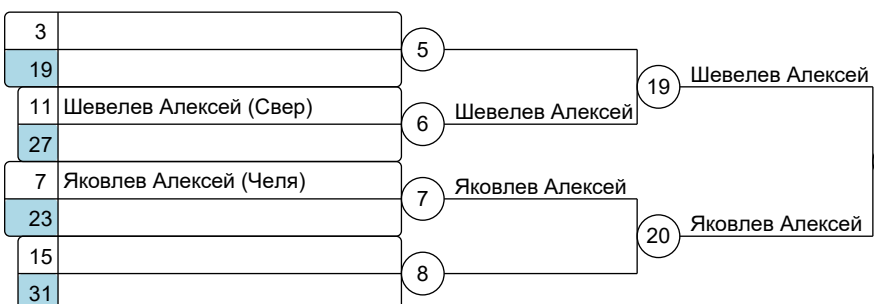 3
5
19
19 Шевелев Алексей
11 Шевелев Алексей (Свер)
6 Шевелев Алексей
27
7 Яковлев Алексей (Челя)
7 Яковлев Алексей
23
20 Яковлев Алексей
15
8
31